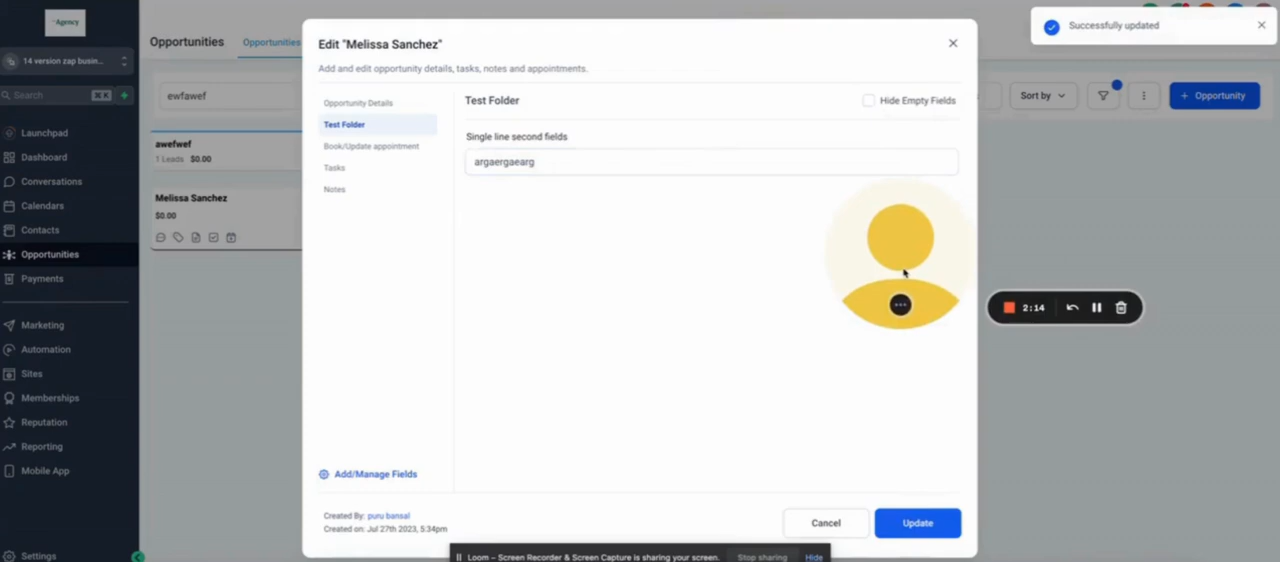 Agency
14 version zap busin...
Search
⌘ K
Launchpad
Dashboard
Conversations
Calendars
Contacts
Opportunities
Payments
Marketing
Automation
Sites
Memberships
Reputation
Reporting
Mobile App
Settings
Opportunities
Opportunities
ewfawef
awefwef
1 Leads $0.00
Melissa Sanchez
$0.00
Edit "Melissa Sanchez"
Add and edit opportunity details, tasks, notes and appointments.
Opportunity Details
Test Folder
Book/Update appointment
Tasks
Notes
Add/Manage Fields
Test Folder
Hide Empty Fields
Single line second fields
argaergaearg
Created By: puru bansal
Created on: Jul 27th 2023, 5:34pm
Cancel
Update
Successfully updated
Sort by
+ Opportunity
2:14
Loom – Screen Recorder & Screen Capture is sharing your screen.
Stop sharing
Hide